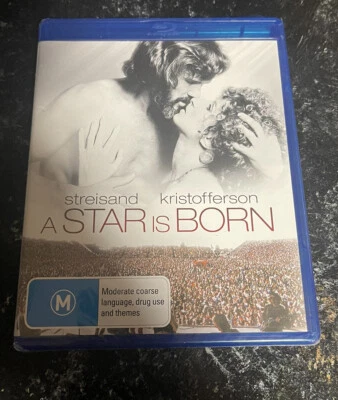 streisand kristofferson
A STAR IS BORN
M
Moderate coarse
language, drug use
and themes